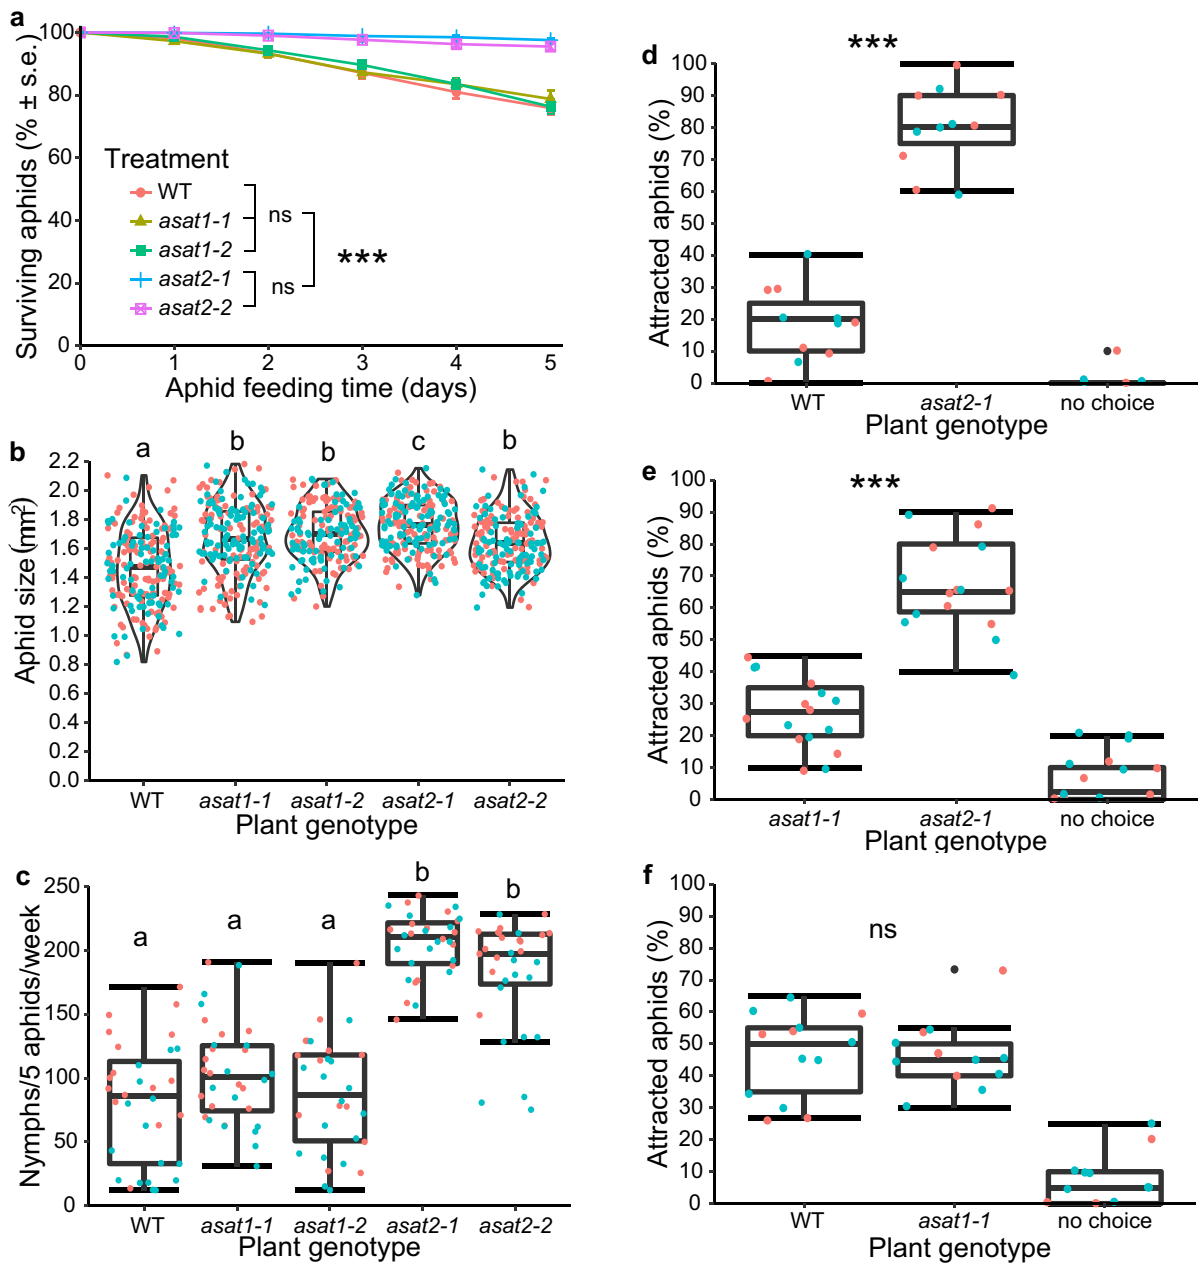 a
Surviving aphids (% ± s.e.)
100
80
60
40
20
0
Treatment
WT
asat1-1
asat1-2
asat2-1
asat2-2
ns
ns
***
0 1 2 3 4 5
Aphid feeding time (days)
b
Aphid size(mm²)
a b b c b
2.2
2.0
1.8
1.6
1.4
1.2
1.0
0.8
0.6
0.4
0.2
0.0
WT asat1-1 asat1-2 asat2-1 asat2-2
Plant genotype
c
Nymphs/5 aphids/week
a a a b b
250
200
150
100
50
0
WT asat1-1 asat1-2 asat2-1 asat2-2
Plant genotype
d
***
Attracted aphids (%)
100
90
80
70
60
50
40
30
20
10
0
WT asat2-1 no choice
Plant genotype
e
***
Attracted aphids (%)
100
90
80
70
60
50
40
30
20
10
0
asat1-1 asat2-1 no choice
Plant genotype
f
ns
Attracted aphids (%)
100
90
80
70
60
50
40
30
20
10
0
WT asat1-1 no choice
Plant genotype